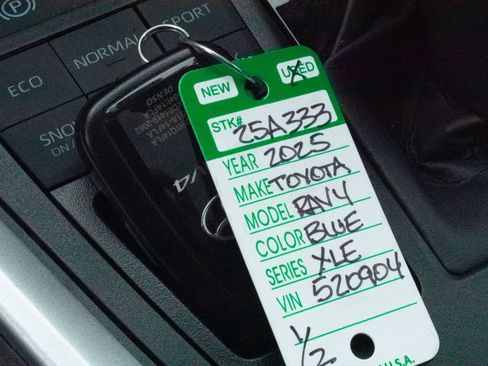 P
ECO
NORMAL
SPORT
SNOW
ON /
DENSO
NEW
USED
STK# 25A333
YEAR 2025
MAKE TOYOTA
MODEL RAV4
COLOR BLUE
SERIES XLE
VIN 520904
1/2
U.S.A.